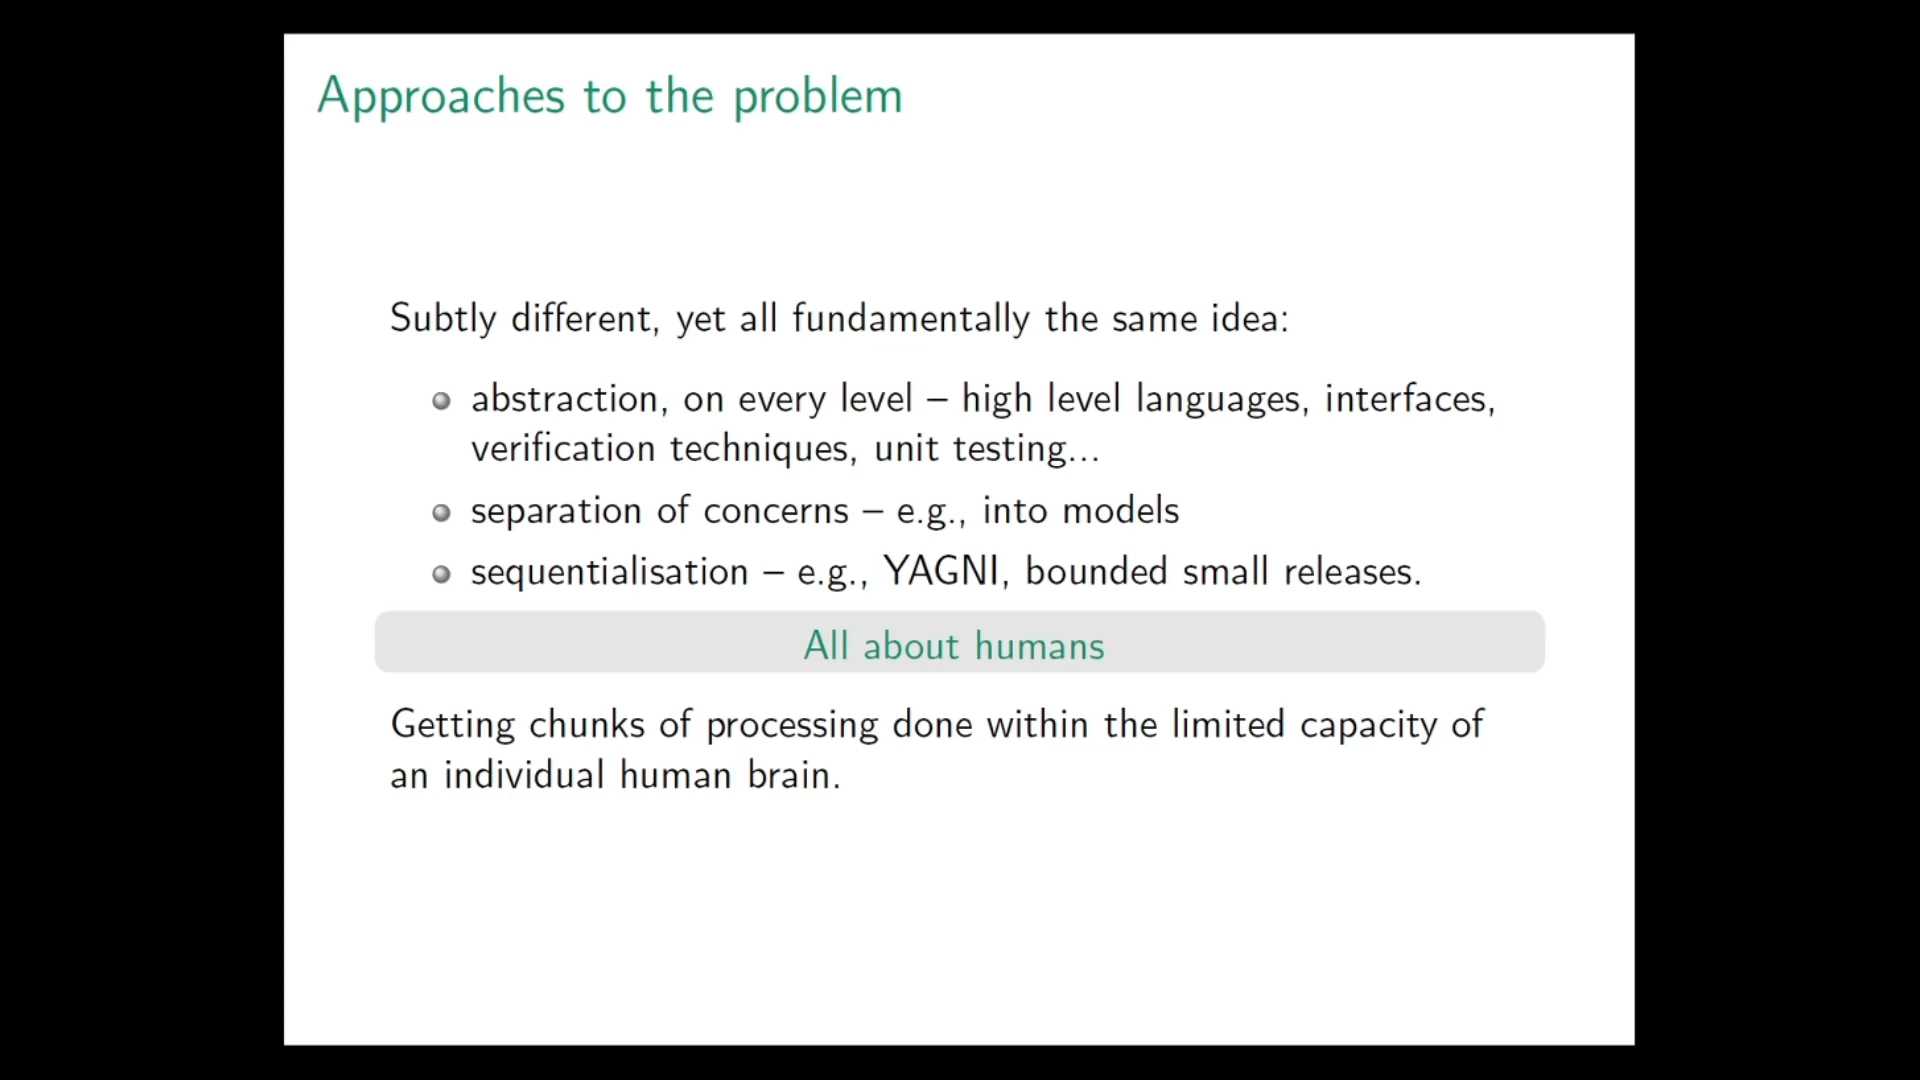 Approaches to the problem
Subtly different, yet all fundamentally the same idea:
abstraction, on every level – high level languages, interfaces,
verification techniques, unit testing...
separation of concerns – e.g., into models
sequentialisation – e.g., YAGNI, bounded small releases.
All about humans
Getting chunks of processing done within the limited capacity of
an individual human brain.